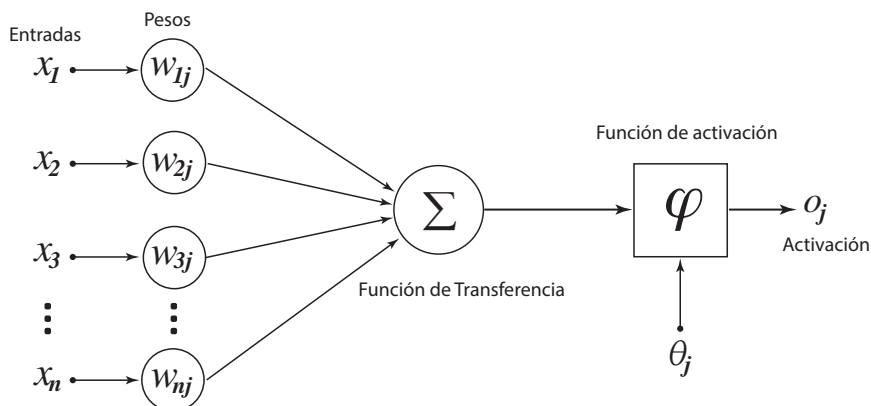 Entradas
Pesos
x1
w1j
x2
w2j
x3
w3j
xn
wnj
Σ
Función de Transferencia
Función de activación
φ
oj
Activación
θj